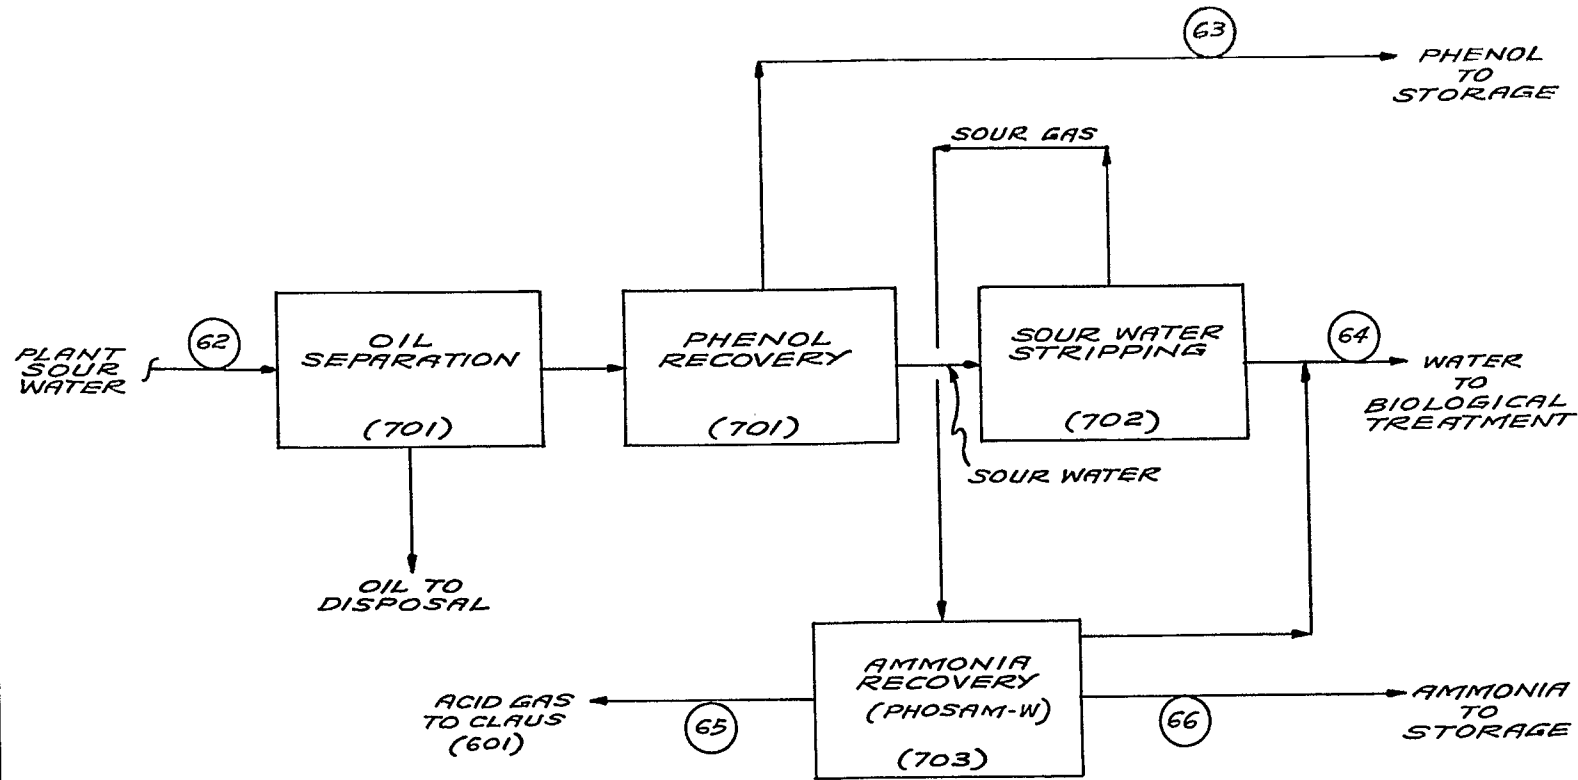 63
PHENOL
TO
STORAGE
SOUR GAS
PLANT
SOUR
WATER
62
OIL
SEPARATION
(701)
PHENOL
RECOVERY
(701)
SOUR WATER
STRIPPING
(702)
64
WATER
TO
BIOLOGICAL
TREATMENT
SOUR WATER
OIL TO
DISPOSAL
ACID GAS
TO CLAUS
(601)
65
AMMONIA
RECOVERY
(PHOSAM-W)
(703)
66
AMMONIA
TO
STORAGE